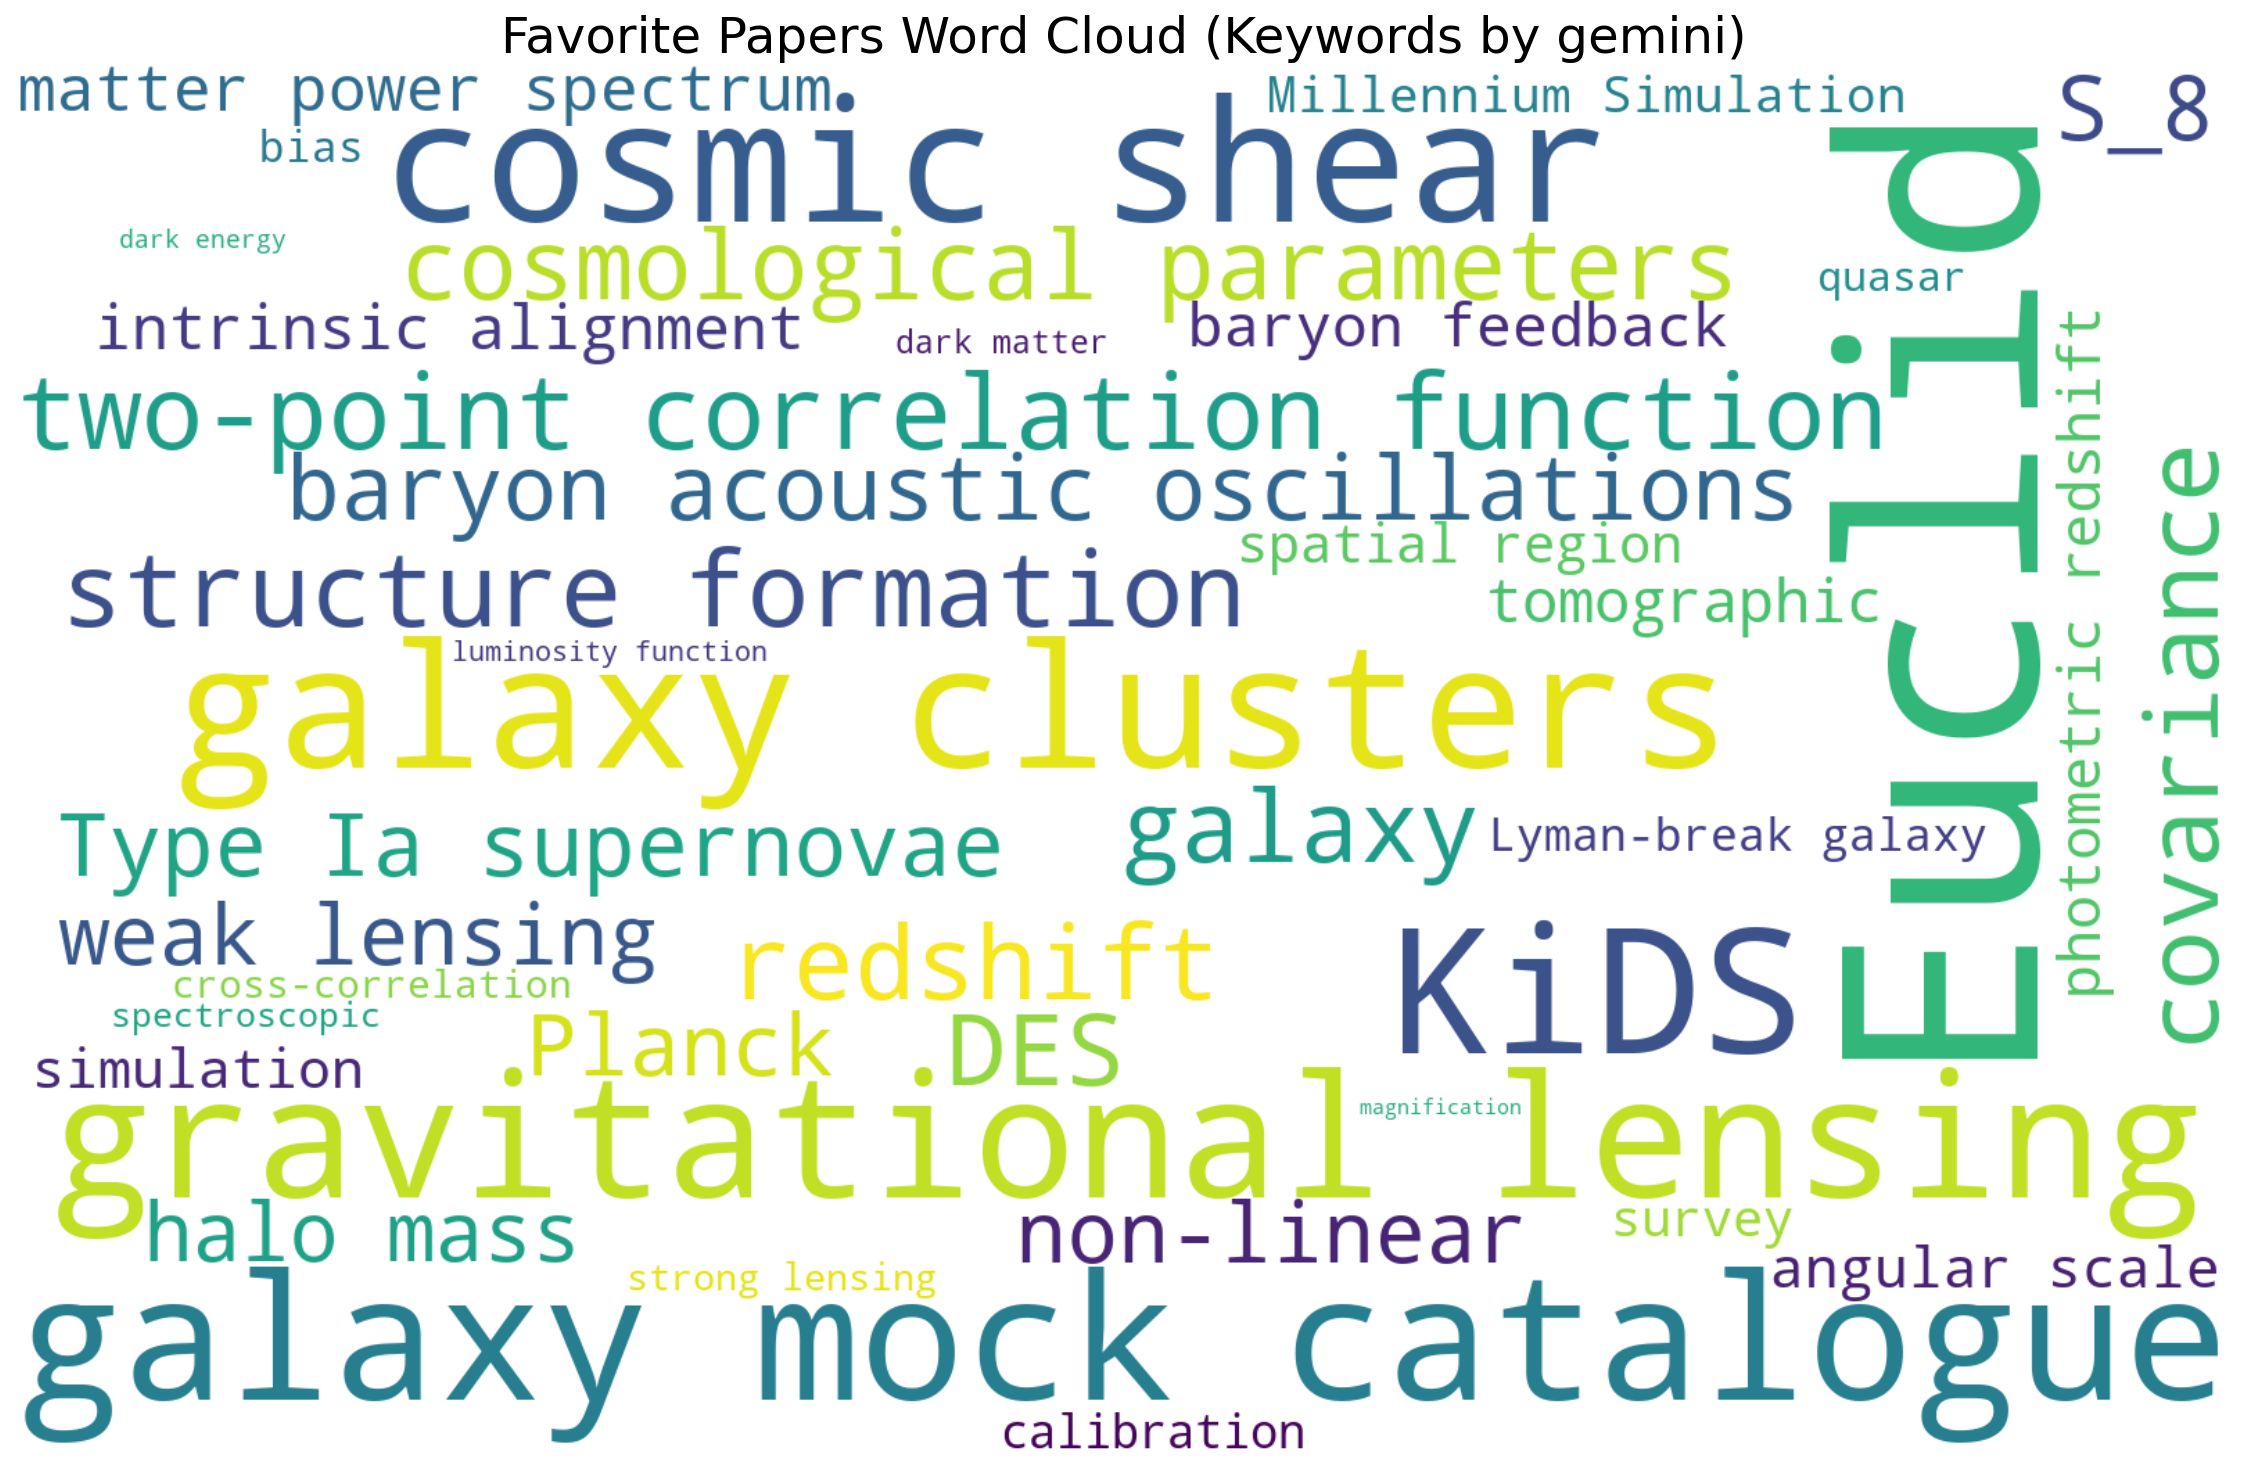 Favorite Papers Word Cloud (Keywords by gemini)
matter power spectrum
Millennium Simulation
S_8
bias
cosmic shear
Euclid
dark energy
cosmological parameters
quasar
intrinsic alignment
dark matter
baryon feedback
photometric redshift
two-point correlation function
covariance
baryon acoustic oscillations
spatial region
structure formation
tomographic
luminosity function
galaxy clusters
Type Ia supernovae
galaxy
Lyman-break galaxy
weak lensing
redshift
KiDS
cross-correlation
spectroscopic
Planck
DES
simulation
gravitational lensing
magnification
halo mass
non-linear
survey
angular scale
strong lensing
galaxy mock catalogue
calibration